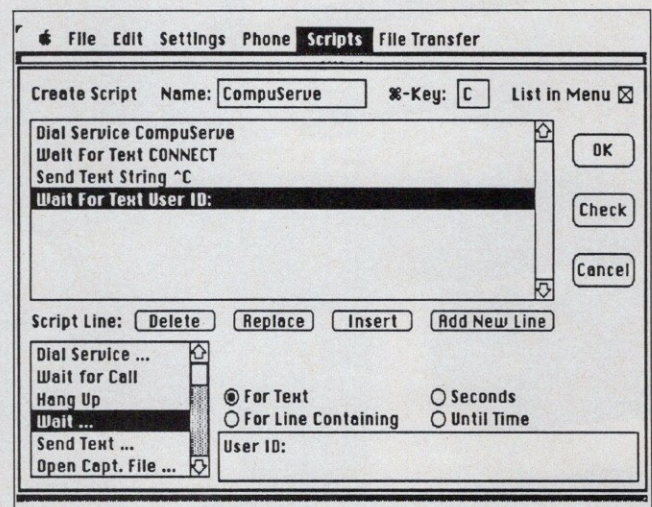 File Edit Settings Phone Scripts File Transfer
Create Script Name: CompuServe ⌘-Key: C List in Menu
Dial Service CompuServe
Wait For Text CONNECT
Send Text String ^C
Wait For Text User ID:
OK
Check
Cancel
Script Line: Delete Replace Insert Add New Line
Dial Service ...
Wait for Call
Hang Up
Wait ...
Send Text ...
Open Capt. File ...
For Text Seconds
For Line Containing Until Time
User ID: